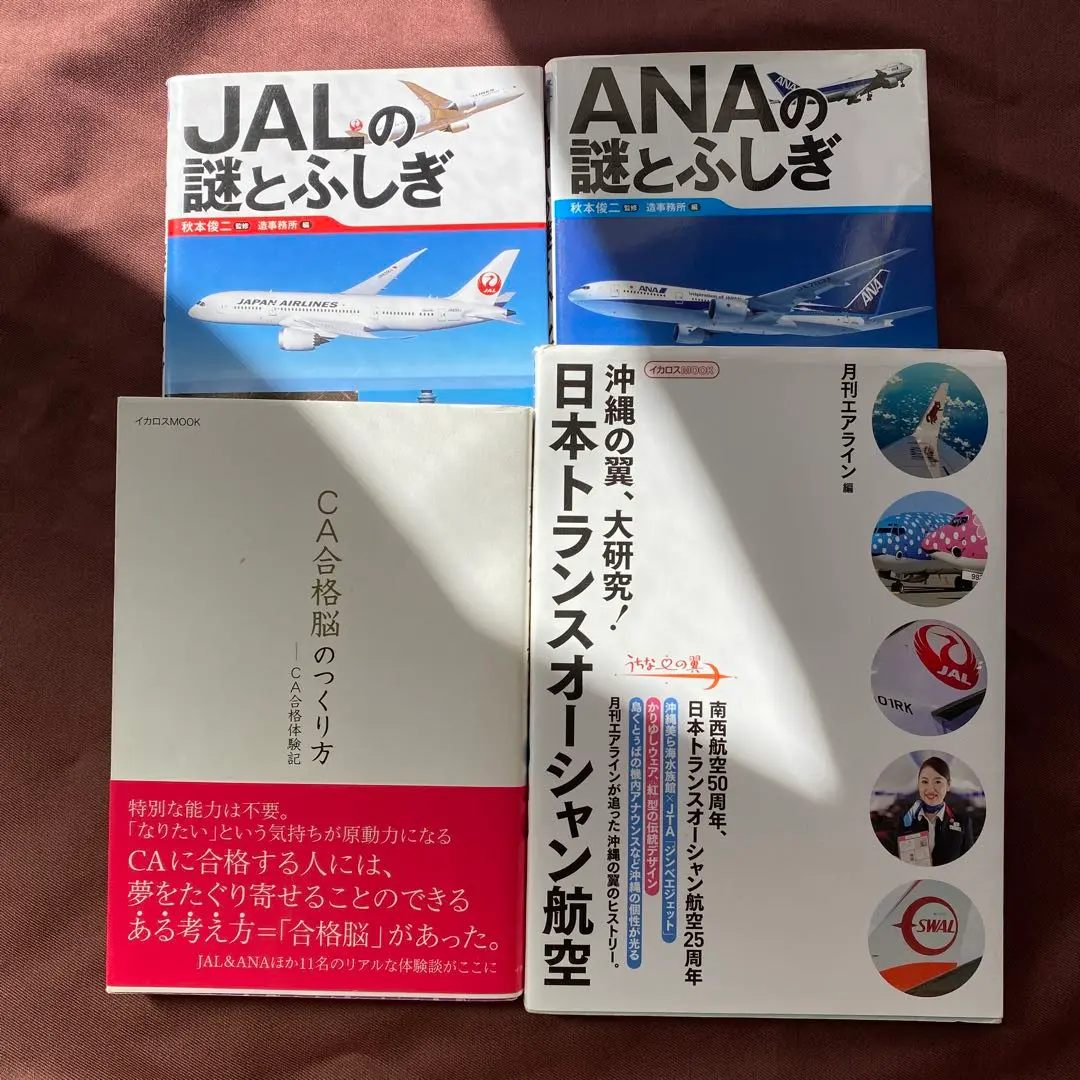 JALの
謎とふしぎ
秋本俊二 監修 造事務所 編
JAPAN AIRLINES
JAL
ANAの
謎とふしぎ
秋本俊二 監修 造事務所 編
ANA
Inspiration of JAPAN
ANA
ANA
イカロスMOOK
CA合格脳のつくり方
―CA合格体験記
特別な能力は不要。
「なりたい」という気持ちが原動力になる
CAに合格する人には、
夢をたぐり寄せることのできる
ある考え方=「合格脳」があった。
JAL&ANAほか11名のリアルな体験談がここに
イカロスMOOK
月刊エアライン 編
沖縄の翼、大研究!
日本トランスオーシャン航空
うちなーの翼
南西航空50周年、
日本トランスオーシャン航空25周年
沖縄美ら海水族館×JTA「ジンベエジェット」
かりゆしウェア、紅型の伝統デザイン
島くとぅばの機内アナウンスなど沖縄の個性が光る
月刊エアラインが追った沖縄の翼のヒストリー。
993
JAL
01RK
SWAL